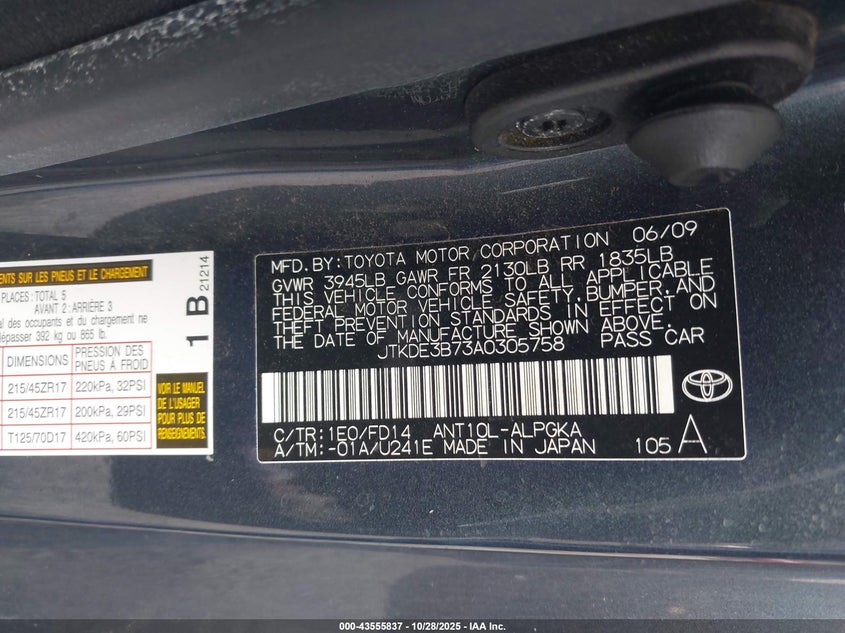 ENTS SUR LES PNEUS ET LE CHARGEMENT
PLACES: TOTAL 5
AVANT 2: ARRIÈRE 3
al des occupants et du chargement ne
dépasser 392 kg ou 865 lb.
DIMENSIONS PRESSION DES PNEUS À FROID
215/45ZR17 220kPa, 32PSI
215/45ZR17 200kPa, 29PSI
T125/70D17 420kPa, 60PSI
VOIR LE MANUEL
DE L'USAGER
POUR PLUS DE
RENSEIGNEMENTS.
1 B 21214
MFD. BY: TOYOTA MOTOR CORPORATION 06/09
GVWR 3945LB GAWR FR 2130LB RR 1835LB
THIS VEHICLE CONFORMS TO ALL APPLICABLE
FEDERAL MOTOR VEHICLE SAFETY, BUMPER, AND
THEFT PREVENTION STANDARDS IN EFFECT ON
THE DATE OF MANUFACTURE SHOWN ABOVE.
JTKDE3B73A0305758 PASS CAR
C/TR: 1E0/FD14 ANT10L-ALPGKA
A/TM: -01A/U241E MADE IN JAPAN 105 A
000-43555837 - 10/28/2025 - IAA Inc.